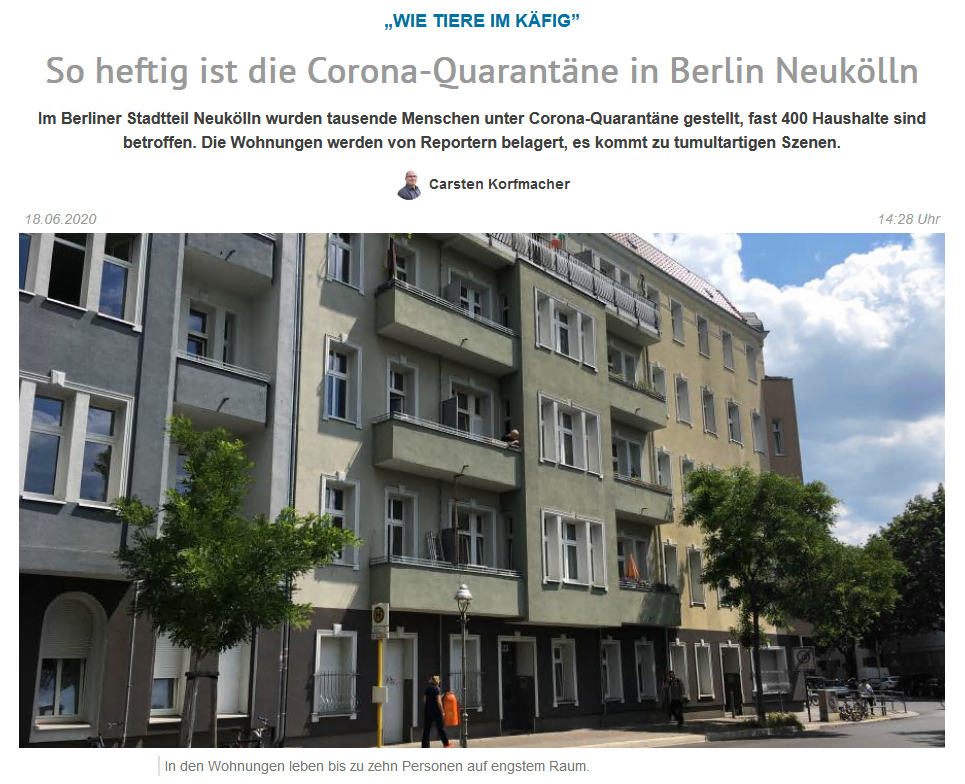 „WIE TIERE IM KÄFIG”
So heftig ist die Corona-Quarantäne in Berlin Neukölln
Im Berliner Stadtteil Neukölln wurden tausende Menschen unter Corona-Quarantäne gestellt, fast 400 Haushalte sind
betroffen. Die Wohnungen werden von Reportern belagert, es kommt zu tumultartigen Szenen.
Carsten Korfmacher
18.06.2020
14:28 Uhr
In den Wohnungen leben bis zu zehn Personen auf engstem Raum.